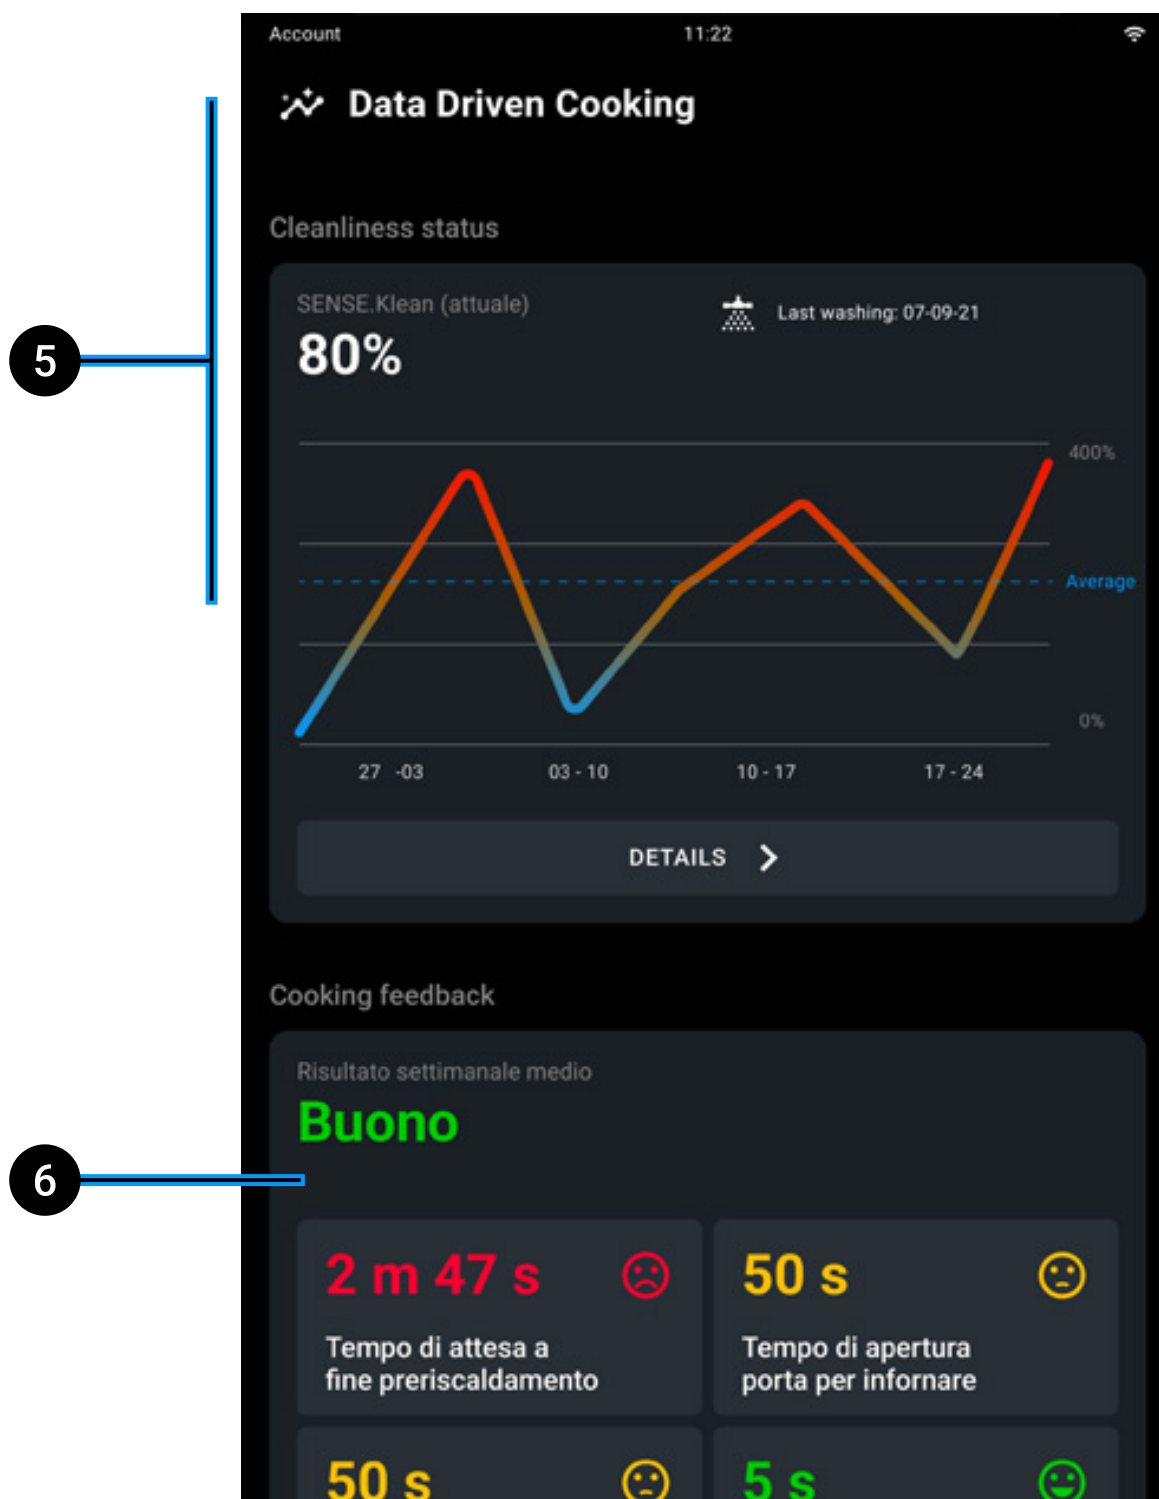 Account 11:22
Data Driven Cooking
Cleanliness status
SENSE.Klean (attuale)
80%
Last washing: 07-09-21
5
400%
Average
0%
27 -03 03 - 10 10 - 17 17 - 24
DETAILS
Cooking feedback
Risultato settimanale medio
Buono
6
2 m 47 s
Tempo di attesa a
fine preriscaldamento
50 s
Tempo di apertura
porta per infornare
50 s
5 s